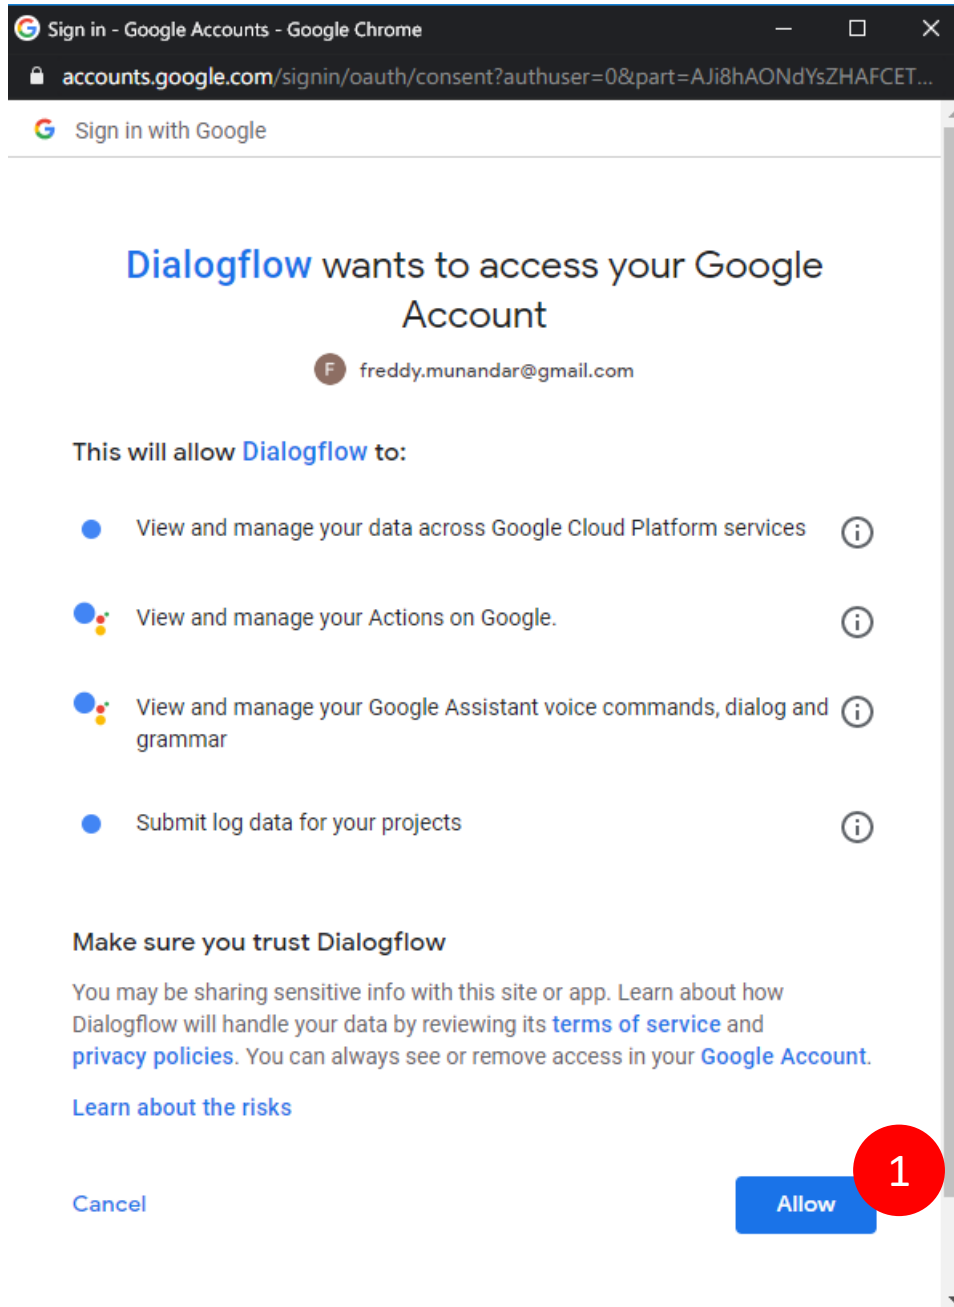 Sign in - Google Accounts - Google Chrome
accounts.google.com/signin/oauth/consent?authuser=0&part=AJi8hAONdYsZHAFCET...
Sign in with Google
Dialogflow wants to access your Google
Account
F freddy.munandar@gmail.com
This will allow Dialogflow to:
View and manage your data across Google Cloud Platform services
View and manage your Actions on Google.
View and manage your Google Assistant voice commands, dialog and
grammar
Submit log data for your projects
Make sure you trust Dialogflow
You may be sharing sensitive info with this site or app. Learn about how
Dialogflow will handle your data by reviewing its terms of service and
privacy policies. You can always see or remove access in your Google Account.
Learn about the risks
1
Cancel Allow